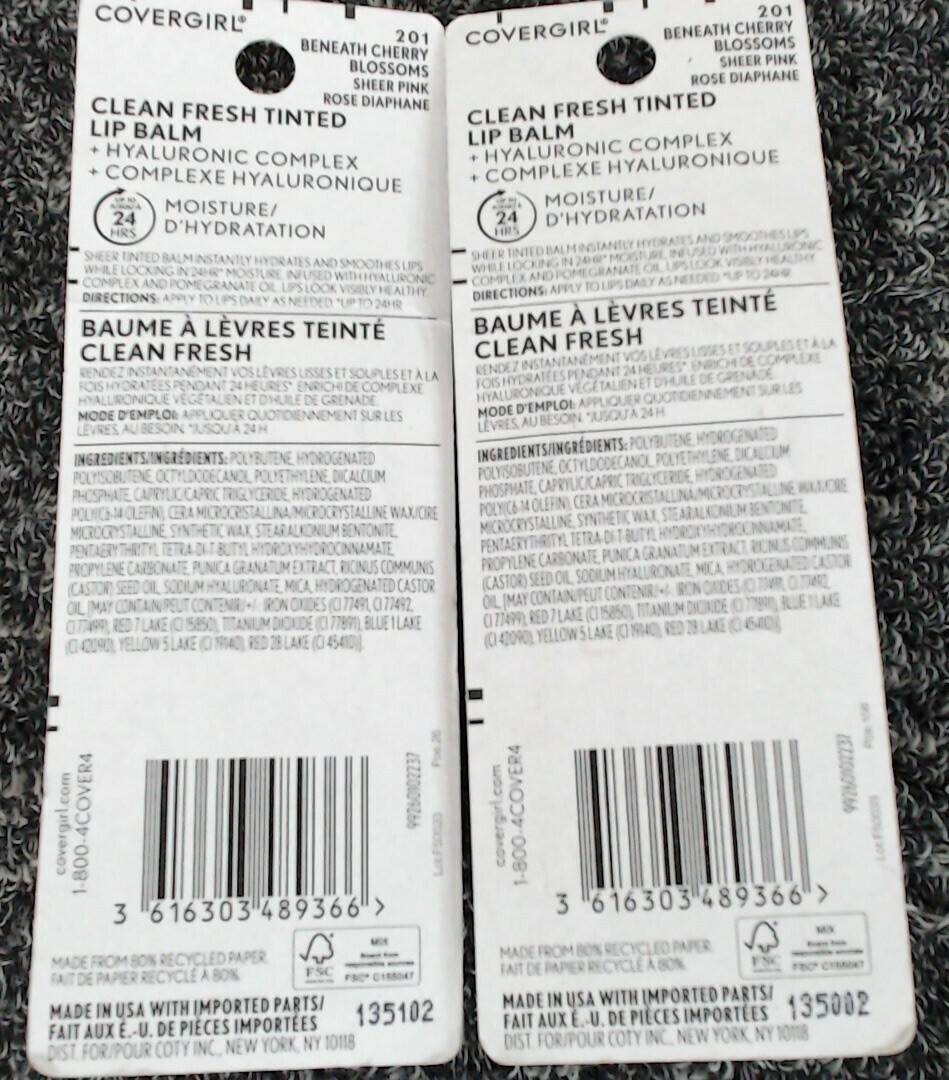 COVERGIRL®
201
BENEATH CHERRY
BLOSSOMS
SHEER PINK
ROSE DIAPHANE
CLEAN FRESH TINTED
LIP BALM
+ HYALURONIC COMPLEX
+ COMPLEXE HYALURONIQUE
UP TO
JUSQU'À
24
HRS
MOISTURE/
D'HYDRATATION
SHEER TINTED BALM INSTANTLY HYDRATES AND SMOOTHES LIPS
WHILE LOCKING IN 24HR* MOISTURE. INFUSED WITH HYALURONIC
COMPLEX AND POMEGRANATE OIL. LIPS LOOK VISIBLY HEALTHY.
DIRECTIONS: APPLY TO LIPS DAILY AS NEEDED. *UP TO 24HR
BAUME À LÈVRES TEINTÉ
CLEAN FRESH
RENDEZ INSTANTANÉMENT VOS LÈVRES LISSES ET SOUPLES ET À LA
FOIS HYDRATÉES PENDANT 24 HEURES*. ENRICHI DE COMPLEXE
HYALURONIQUE VÉGÉTALIEN ET D'HUILE DE GRENADE.
MODE D'EMPLOI: APPLIQUER QUOTIDIENNEMENT SUR LES
LÈVRES, AU BESOIN. *JUSQU'À 24 H
INGREDIENTS/INGRÉDIENTS: POLYBUTENE, HYDROGENATED
POLYISOBUTENE, OCTYLDODECANOL, POLYETHYLENE, DICALCIUM
PHOSPHATE, CAPRYLIC/CAPRIC TRIGLYCERIDE, HYDROGENATED
POLY(C6-14 OLEFIN), CERA MICROCRISTALLINA/MICROCRYSTALLINE WAX/CIRE
MICROCRYSTALLINE, SYNTHETIC WAX, STEARALKONIUM BENTONITE,
PENTAERYTHRITYL TETRA-DI-T-BUTYL HYDROXYHYDROCINNAMATE,
PROPYLENE CARBONATE, PUNICA GRANATUM EXTRACT, RICINUS COMMUNIS
(CASTOR) SEED OIL, SODIUM HYALURONATE, MICA, HYDROGENATED CASTOR
OIL, [MAY CONTAIN/PEUT CONTENIR/+/- IRON OXIDES (CI 77491, CI 77492,
CI 77499), RED 7 LAKE (CI 15850), TITANIUM DIOXIDE (CI 77891), BLUE 1 LAKE
(CI 42090), YELLOW 5 LAKE (CI 19140), RED 28 LAKE (CI 45410)].
covergirl.com
1-800-4COVER4
99260102237
Pos: 26
3 616303 489366 >
MADE FROM 80% RECYCLED PAPER.
FAIT DE PAPIER RECYCLÉ À 80%.
FSC
MIX
Board from
responsible sources
FSC® C155047
MADE IN USA WITH IMPORTED PARTS/
FAIT AUX É.-U. DE PIÈCES IMPORTÉES
DIST. FOR/POUR COTY INC., NEW YORK, NY 10118
135102
COVERGIRL®
201
BENEATH CHERRY
BLOSSOMS
SHEER PINK
ROSE DIAPHANE
CLEAN FRESH TINTED
LIP BALM
+ HYALURONIC COMPLEX
+ COMPLEXE HYALURONIQUE
UP TO
JUSQU'À
24
HRS
MOISTURE/
D'HYDRATATION
SHEER TINTED BALM INSTANTLY HYDRATES AND SMOOTHES LIPS
WHILE LOCKING IN 24HR* MOISTURE. INFUSED WITH HYALURONIC
COMPLEX AND POMEGRANATE OIL. LIPS LOOK VISIBLY HEALTHY.
DIRECTIONS: APPLY TO LIPS DAILY AS NEEDED. *UP TO 24HR
BAUME À LÈVRES TEINTÉ
CLEAN FRESH
RENDEZ INSTANTANÉMENT VOS LÈVRES LISSES ET SOUPLES ET À LA
FOIS HYDRATÉES PENDANT 24 HEURES*. ENRICHI DE COMPLEXE
HYALURONIQUE VÉGÉTALIEN ET D'HUILE DE GRENADE.
MODE D'EMPLOI: APPLIQUER QUOTIDIENNEMENT SUR LES
LÈVRES, AU BESOIN. *JUSQU'À 24 H
INGREDIENTS/INGRÉDIENTS: POLYBUTENE, HYDROGENATED
POLYISOBUTENE, OCTYLDODECANOL, POLYETHYLENE, DICALCIUM
PHOSPHATE, CAPRYLIC/CAPRIC TRIGLYCERIDE, HYDROGENATED
POLY(C6-14 OLEFIN), CERA MICROCRISTALLINA/MICROCRYSTALLINE WAX/CIRE
MICROCRYSTALLINE, SYNTHETIC WAX, STEARALKONIUM BENTONITE,
PENTAERYTHRITYL TETRA-DI-T-BUTYL HYDROXYHYDROCINNAMATE,
PROPYLENE CARBONATE, PUNICA GRANATUM EXTRACT, RICINUS COMMUNIS
(CASTOR) SEED OIL, SODIUM HYALURONATE, MICA, HYDROGENATED CASTOR
OIL, [MAY CONTAIN/PEUT CONTENIR/+/- IRON OXIDES (CI 77491, CI 77492,
CI 77499), RED 7 LAKE (CI 15850), TITANIUM DIOXIDE (CI 77891), BLUE 1 LAKE
(CI 42090), YELLOW 5 LAKE (CI 19140), RED 28 LAKE (CI 45410)].
covergirl.com
1-800-4COVER4
99260102237
3 616303 489366 >
MADE FROM 80% RECYCLED PAPER.
FAIT DE PAPIER RECYCLÉ À 80%.
FSC
MIX
Board from
responsible sources
FSC® C155047
MADE IN USA WITH IMPORTED PARTS/
FAIT AUX É.-U. DE PIÈCES IMPORTÉES
DIST. FOR/POUR COTY INC., NEW YORK, NY 10118
135002